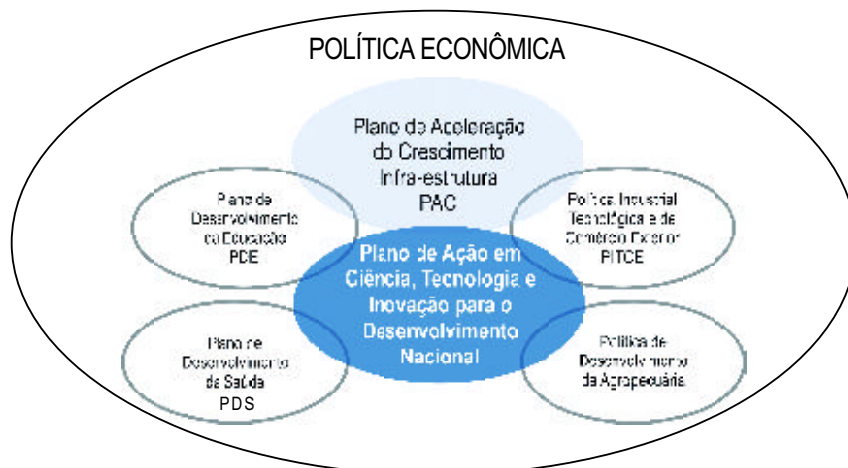 POLÍTICA ECONÔMICA
Plano de Aceleração
do Crescimento
Infra-estrutura
PAC
Plano de
Desenvolvimento
da Educação
PDE
Política Industrial
Tecnológica e de
Comércio Exterior
PITCE
Plano de Ação em
Ciência, Tecnologia e
Inovação para o
Desenvolvimento
Nacional
Plano de
Desenvolvimento
da Saúde
PDS
Política de
Desenvolvimento
da Agropecuária